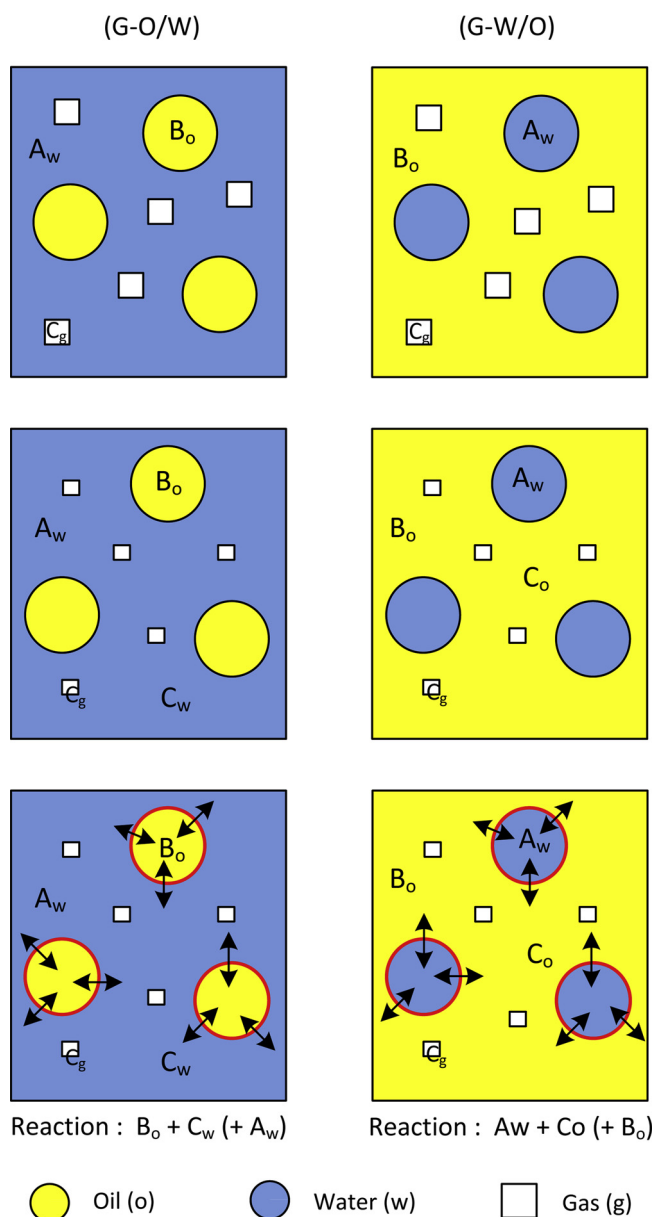 (G-O/W) (G-W/O)
Bₒ Aw
Aw Bₒ
Cg Cg
Bₒ Aw
Aw Bₒ
Cₒ
Cg Cw Cg
Bₒ Aw
Aw Bₒ
Cₒ
Cg Cw Cg
Reaction : Bₒ + Cw (+ Aw) Reaction : Aw + Co (+ Bₒ)
Oil (o) Water (w) Gas (g)